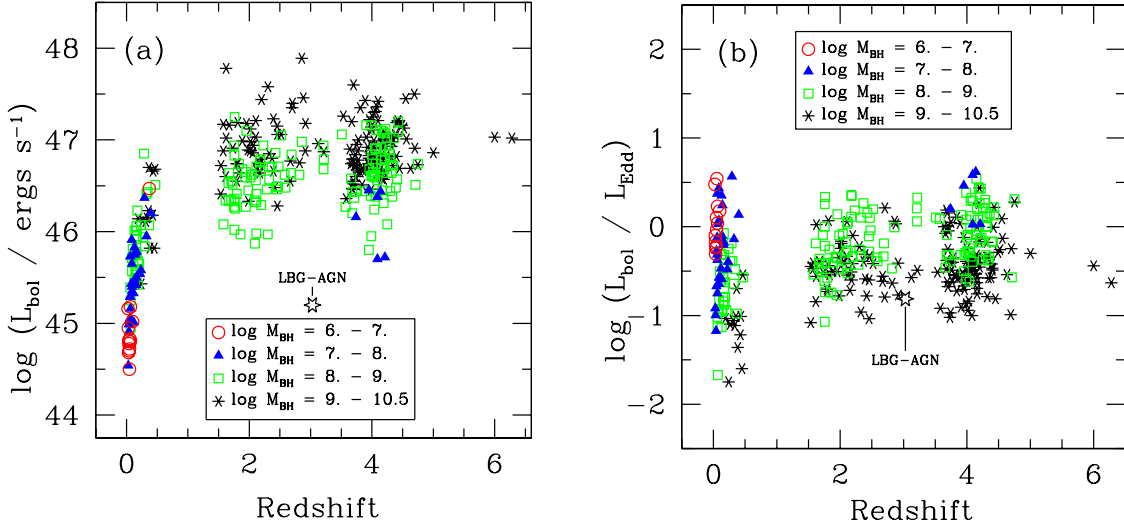 (a)
48
47
46
45
44
log (L_bol / ergs s⁻¹)
LBG-AGN
log M_BH = 6. - 7.
log M_BH = 7. - 8.
log M_BH = 8. - 9.
log M_BH = 9. - 10.5
0 2 4 6
Redshift
(b)
2
1
0
-1
-2
log (L_bol / L_Edd)
log M_BH = 6. - 7.
log M_BH = 7. - 8.
log M_BH = 8. - 9.
log M_BH = 9. - 10.5
LBG-AGN
0 2 4 6
Redshift